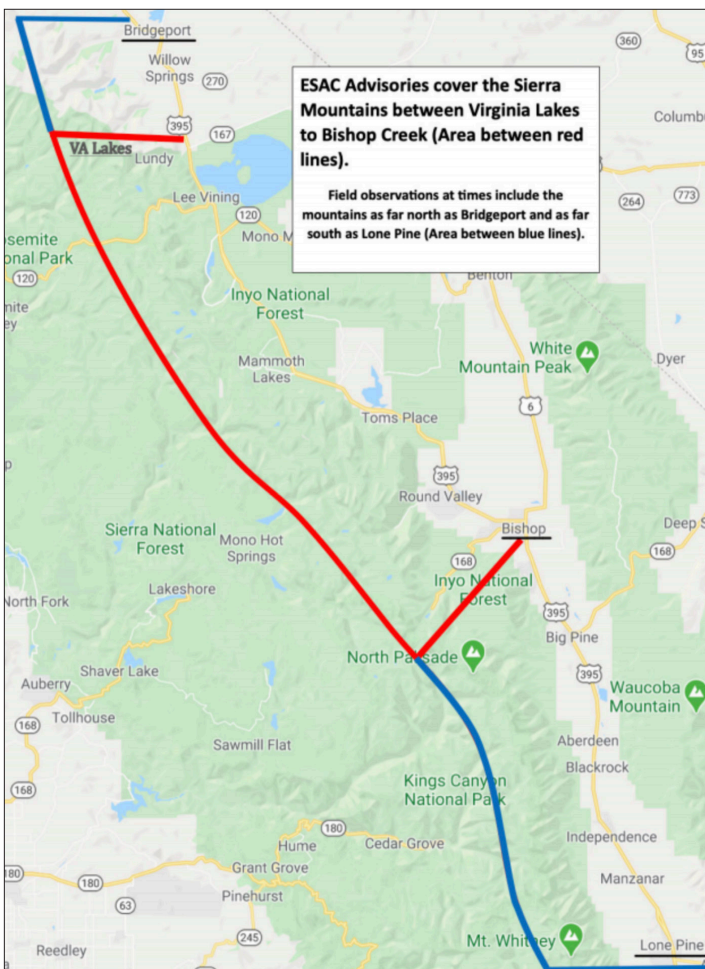 Bridgeport
Willow
Springs
360
95
270
ESAC Advisories cover the Sierra
Mountains between Virginia Lakes
to Bishop Creek (Area between red
lines).
Field observations at times include the
mountains as far north as Bridgeport and as far
south as Lone Pine (Area between blue lines).
395
167
VA Lakes
Lundy
Columbu
Lee Vining
120
264
773
Mono M
osemite
onal Park
120
Benton
mite
ey
Inyo National
Forest
White
Mountain Peak
Dyer
Mammoth
Lakes
6
Toms Place
395
Round Valley
Bishop
Sierra National
Forest
Mono Hot
Springs
Deep S
168
168
Inyo National
Forest
Lakeshore
North Fork
395
Big Pine
North Palisade
395
Shaver Lake
Auberry
Waucoba
Mountain
168
Tollhouse
Sawmill Flat
Aberdeen
Blackrock
168
Kings Canyon
National Park
180
Hume
Cedar Grove
Independence
180
180
Grant Grove
Manzanar
63
Pinehurst
245
Mt. Whitney
Lone Pine
Reedley
a